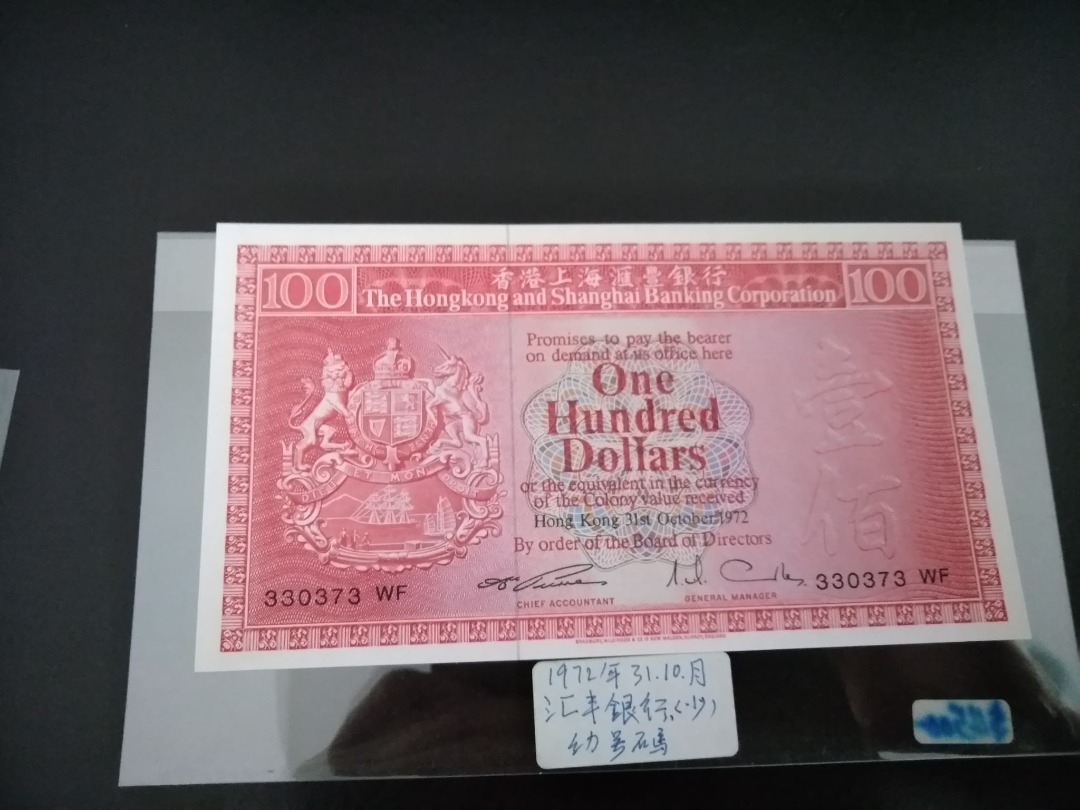 100
香港上海滙豐銀行
100
The Hongkong and Shanghai Banking Corporation
Promises to pay the bearer
on demand at its office here
One
Hundred
Dollars
or the equivalent in the currency
of the Colony value received
Hong Kong 31st October 1972
By order of the Board of Directors
壹
佰
330373 WF
330373 WF
CHIEF ACCOUNTANT
GENERAL MANAGER
1972年31.10.月
汇丰銀行
幼号碼